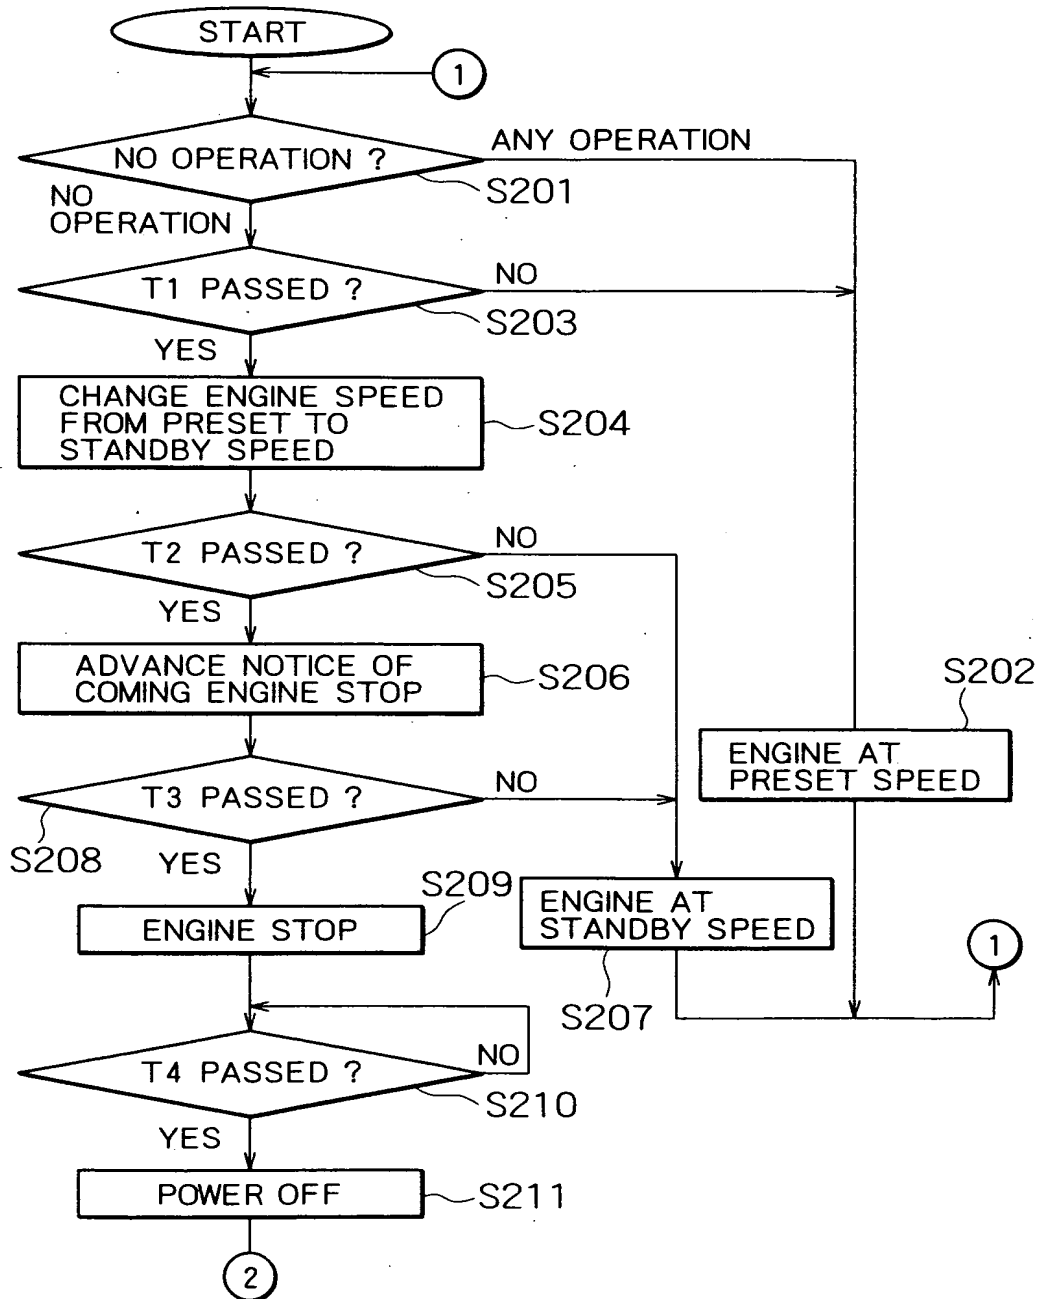 START
1
NO OPERATION ?
ANY OPERATION
S201
NO
OPERATION
T1 PASSED ?
NO
S203
YES
CHANGE ENGINE SPEED
FROM PRESET TO
STANDBY SPEED
S204
T2 PASSED ?
NO
S205
YES
ADVANCE NOTICE OF
COMING ENGINE STOP
S206
S202
ENGINE AT
PRESET SPEED
T3 PASSED ?
NO
S208
YES
S209
ENGINE STOP
ENGINE AT
STANDBY SPEED
S207
1
T4 PASSED ?
NO
S210
YES
POWER OFF
S211
2